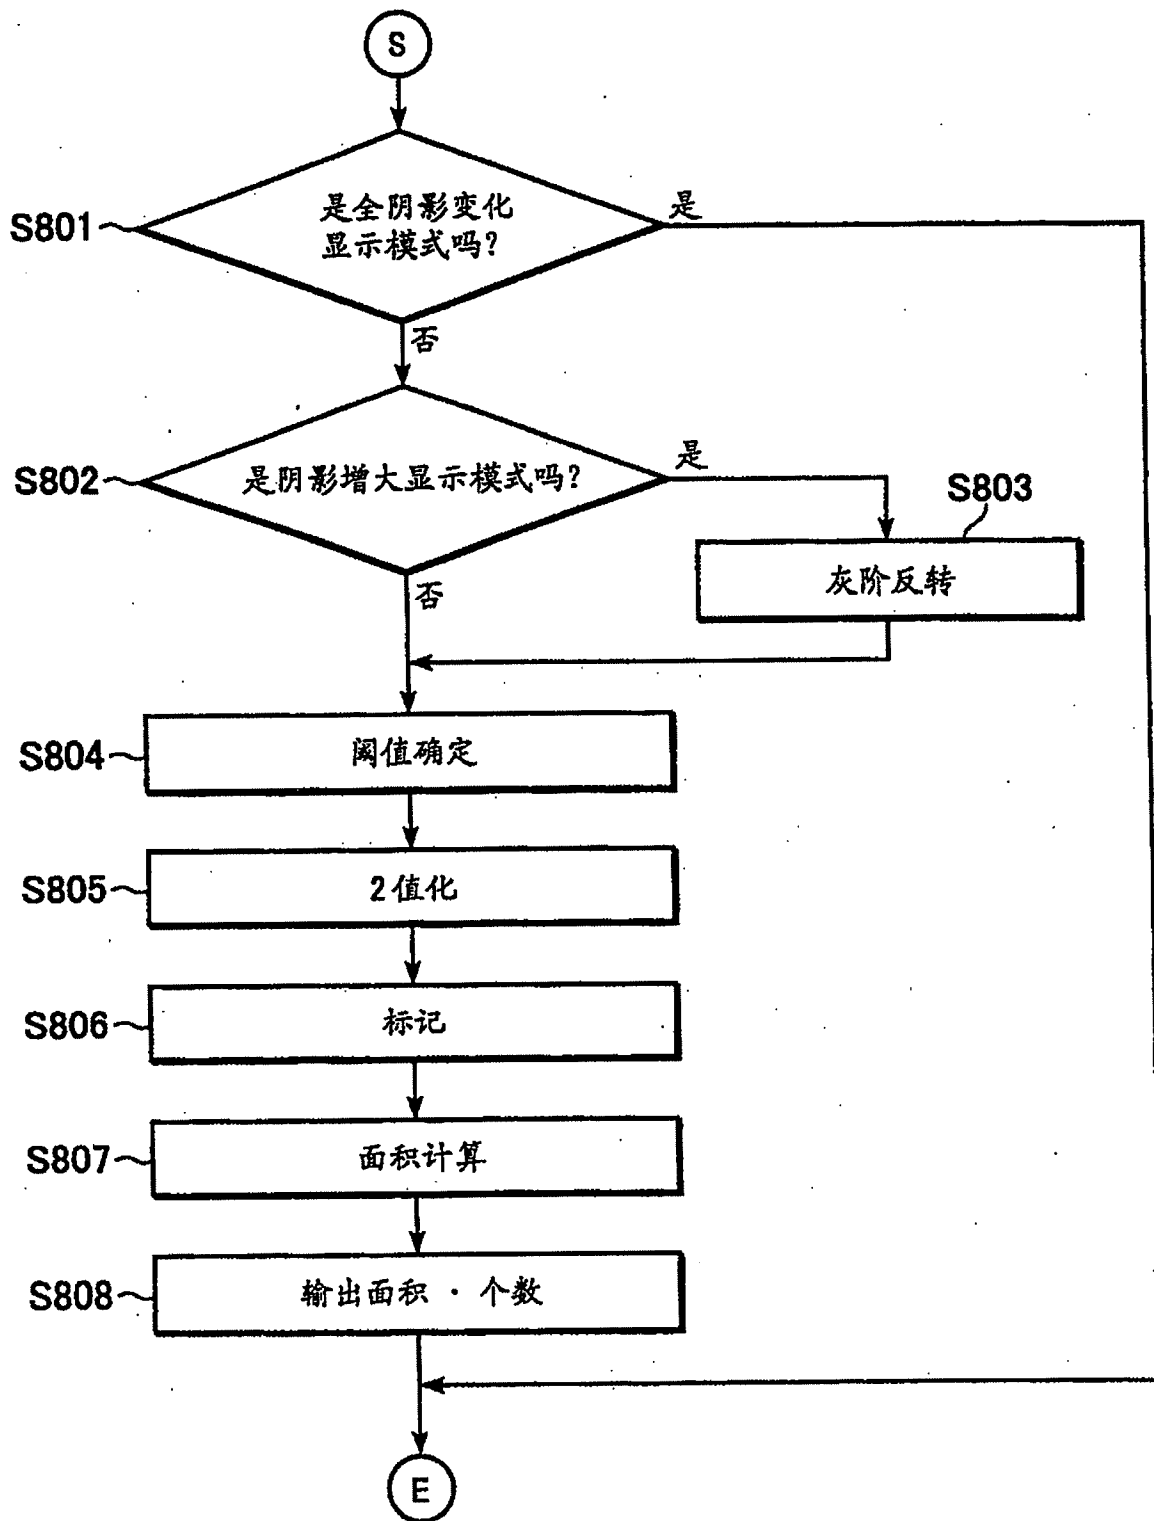 S
S801
是全阴影变化
显示模式吗?
是
否
S802
是阴影增大显示模式吗?
是
S803
灰阶反转
否
S804
阈值确定
S805
2值化
S806
标记
S807
面积计算
S808
输出面积·个数
E